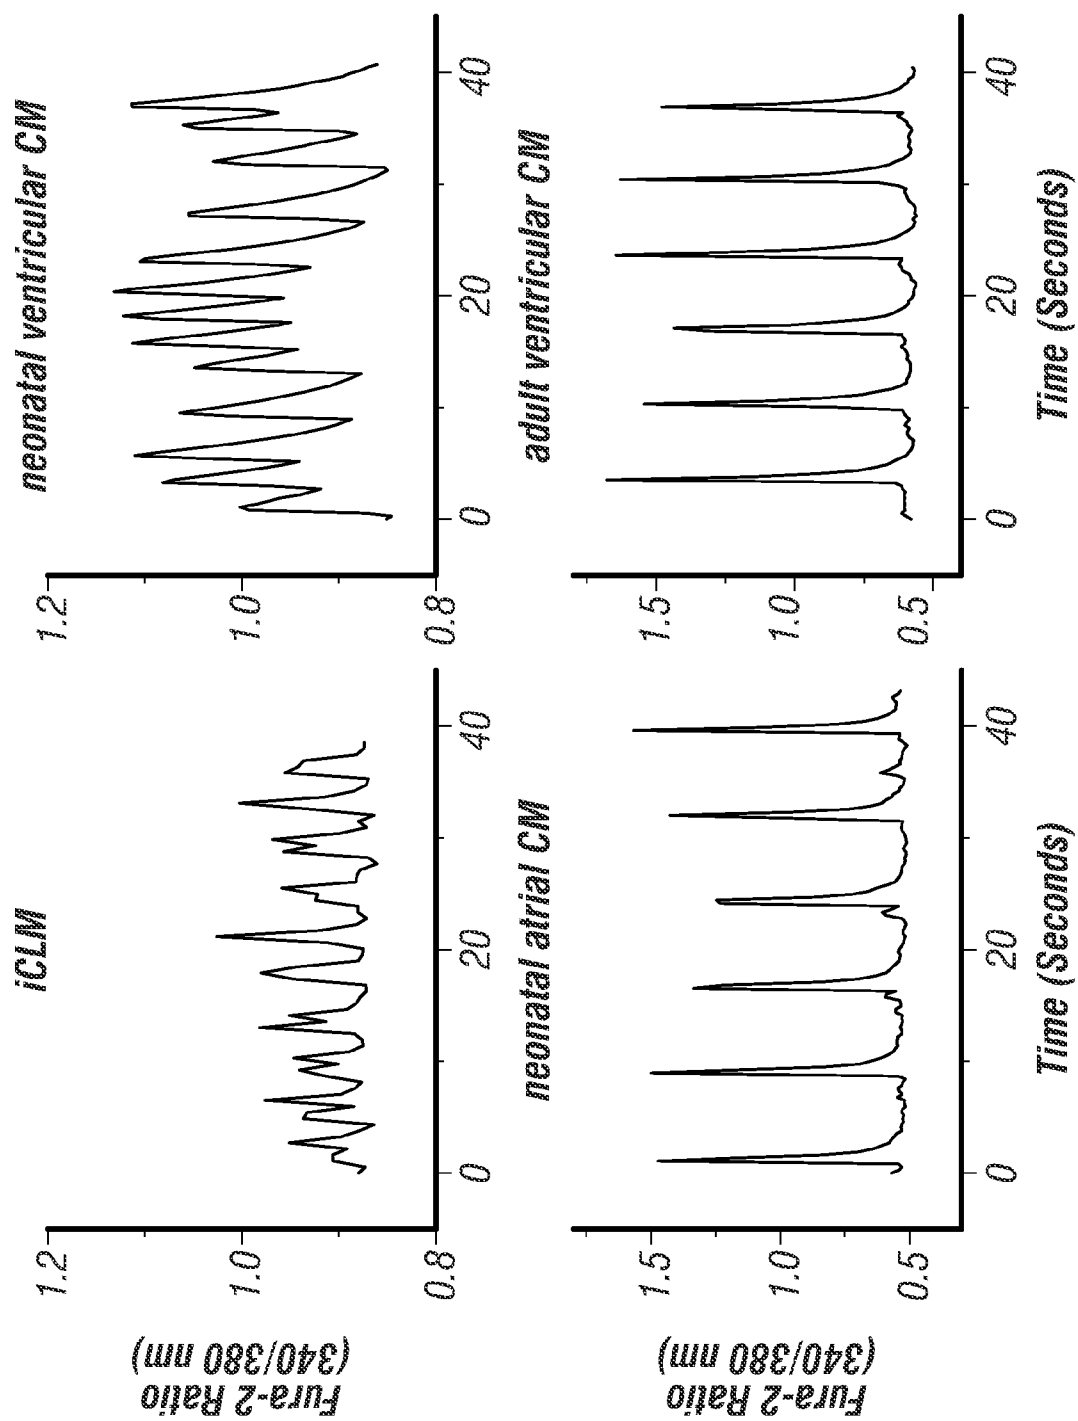 iCLM
neonatal ventricular CM
Fura-2 Ratio
(340/380 nm)
1.2
1.0
0.8
0
20
40
1.2
1.0
0.8
0
20
40
neonatal atrial CM
adult ventricular CM
Fura-2 Ratio
(340/380 nm)
1.5
1.0
0.5
0
20
40
Time (Seconds)
1.5
1.0
0.5
0
20
40
Time (Seconds)